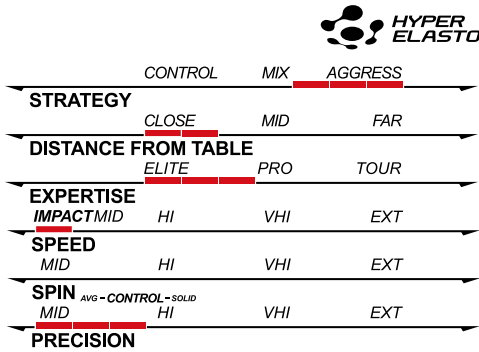 HYPER
ELASTO
CONTROL MIX AGGRESS
STRATEGY
CLOSE MID FAR
DISTANCE FROM TABLE
ELITE PRO TOUR
EXPERTISE
IMPACT MID HI VHI EXT
SPEED
MID HI VHI EXT
SPIN AVG - CONTROL - SOLID
MID HI VHI EXT
PRECISION